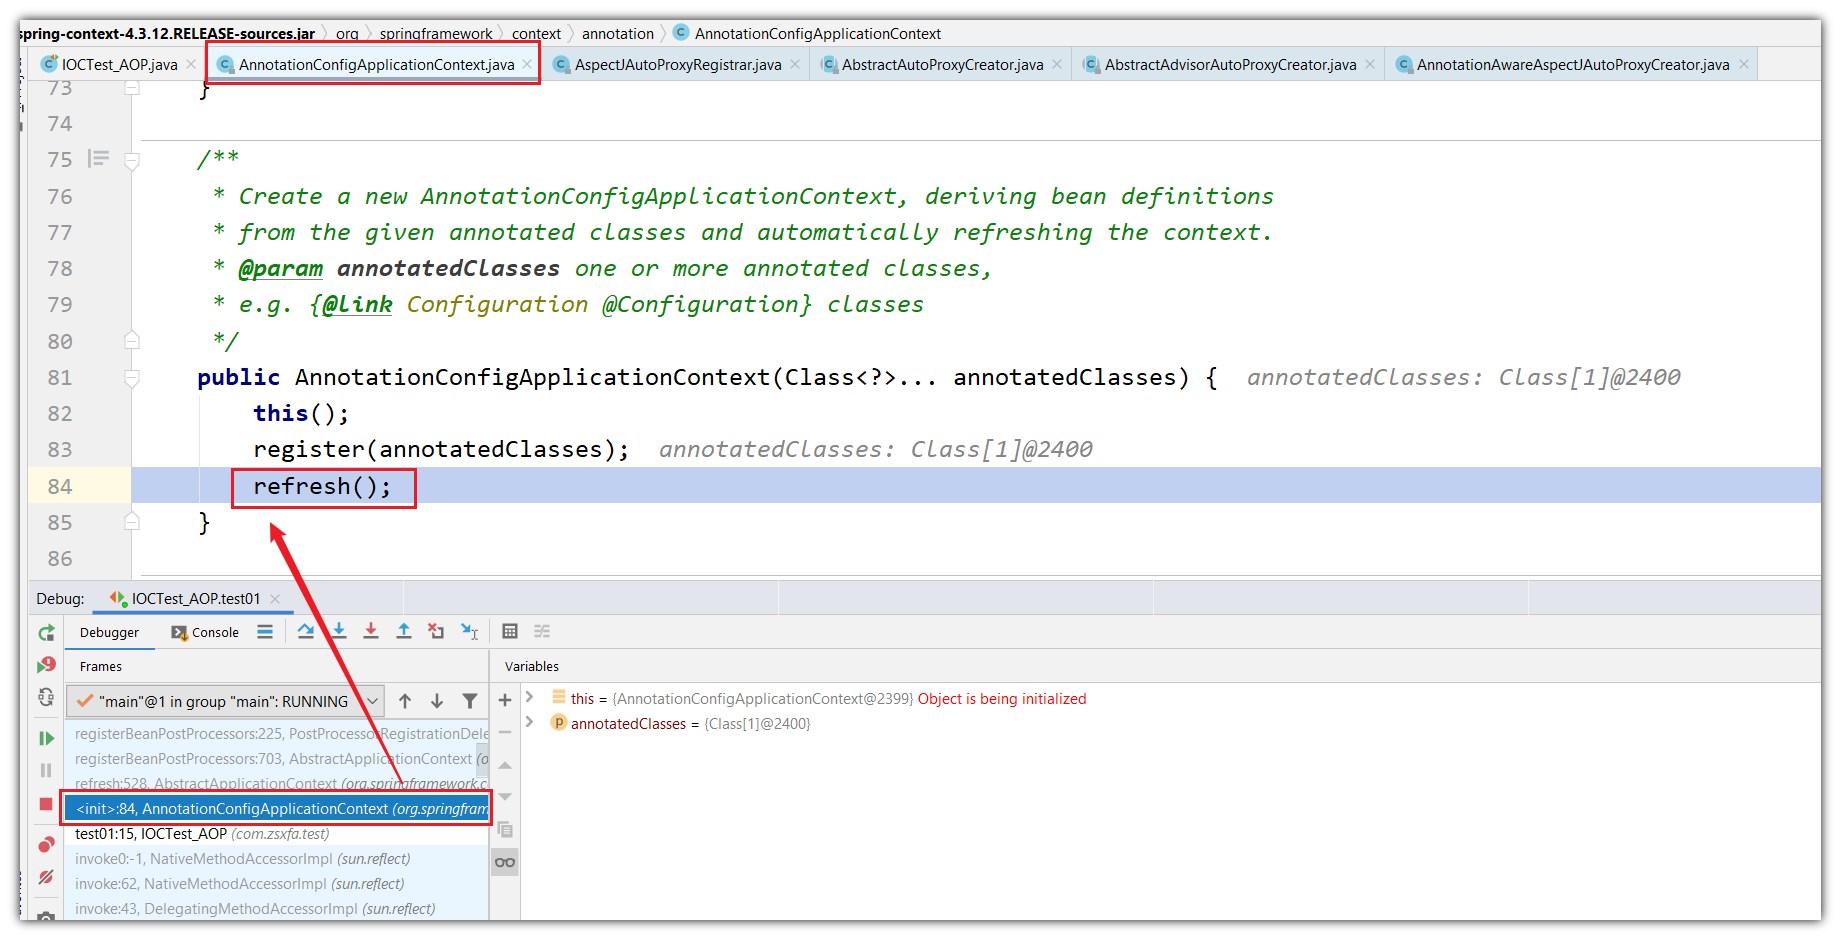 spring-context-4.3.12.RELEASE-sources.jar 〉 org 〉 springframework 〉 context 〉 annotation 〉 C AnnotationConfigApplicationContext
IOCTest_AOP.java × AnnotationConfigApplicationContext.java × AspectJAutoProxyRegistrar.java × AbstractAutoProxyCreator.java × AbstractAdvisorAutoProxyCreator.java × AnnotationAwareAspectJAutoProxyCreator.java ×
73 }
74
75 /**
76 * Create a new AnnotationConfigApplicationContext, deriving bean definitions
77 * from the given annotated classes and automatically refreshing the context.
78 * @param annotatedClasses one or more annotated classes,
79 * e.g. {@link Configuration @Configuration} classes
80 */
81 public AnnotationConfigApplicationContext(Class<?>... annotatedClasses) { annotatedClasses: Class[1]@2400
82 this();
83 register(annotatedClasses); annotatedClasses: Class[1]@2400
84 refresh();
85 }
86
Debug: IOCTest_AOP.test01 ×
Debugger Console
Frames
Variables
"main"@1 in group "main": RUNNING
registerBeanPostProcessors:225, PostProcessorRegistrationDele
registerBeanPostProcessors:703, AbstractApplicationContext (o
refresh:528, AbstractApplicationContext (org.springframework.c
<init>:84, AnnotationConfigApplicationContext (org.springfram
test01:15, IOCTest_AOP (com.zsxfa.test)
invoke0:-1, NativeMethodAccessorImpl (sun.reflect)
invoke:62, NativeMethodAccessorImpl (sun.reflect)
invoke:43, DelegatingMethodAccessorImpl (sun.reflect)
this = {AnnotationConfigApplicationContext@2399} Object is being initialized
p annotatedClasses = {Class[1]@2400}